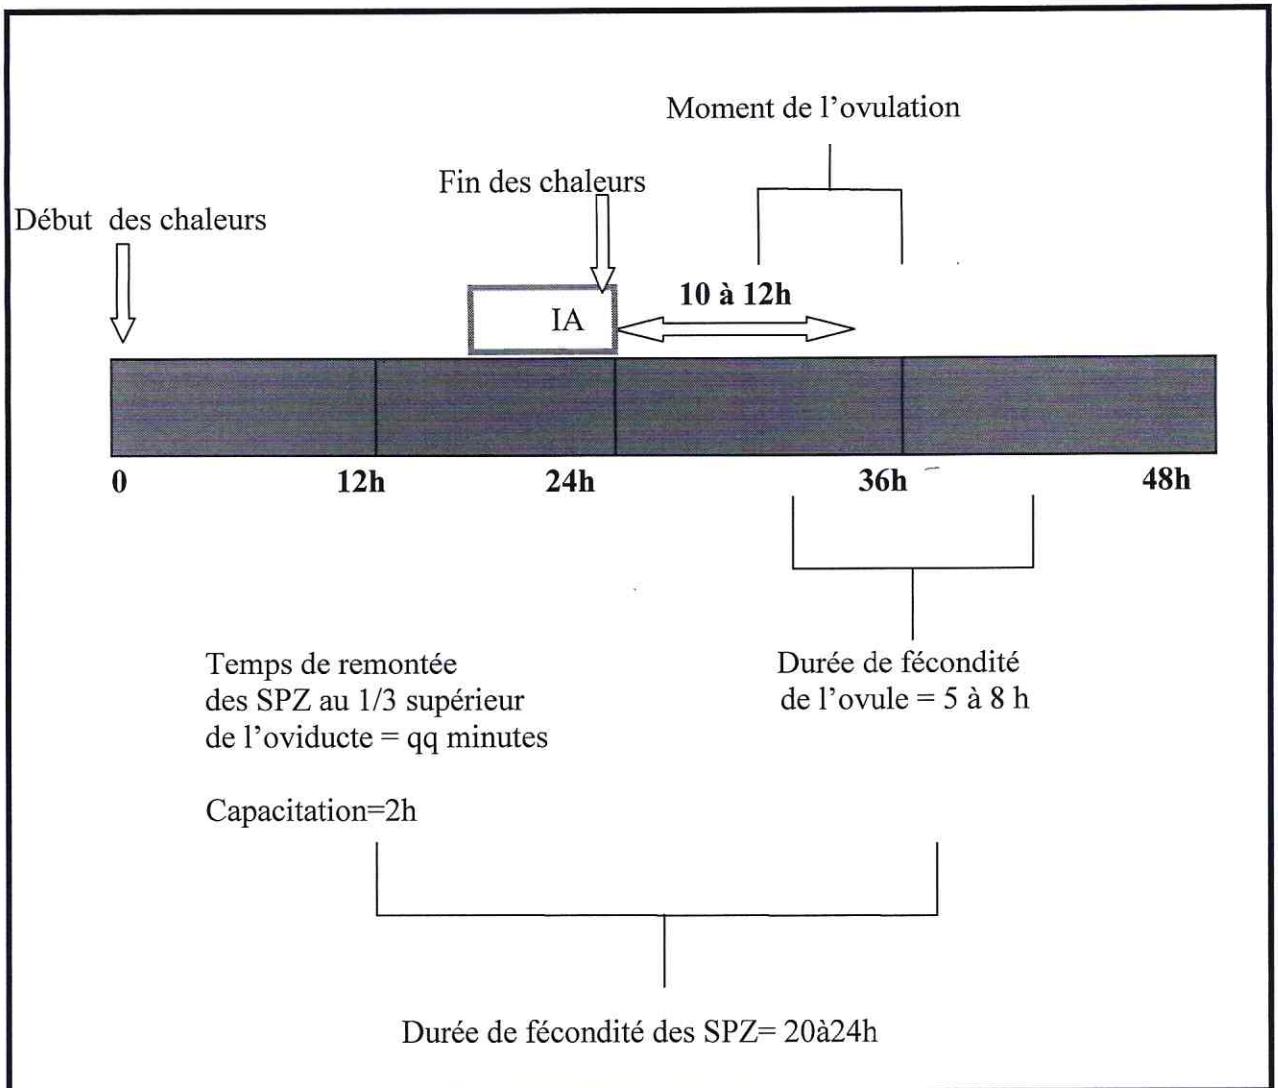 Moment de l’ovulation
Fin des chaleurs
Début des chaleurs
10 à 12h
IA
0 12h 24h 36h 48h
Temps de remontée
des SPZ au 1/3 supérieur
de l’oviducte = qq minutes
Durée de fécondité
de l’ovule = 5 à 8 h
Capacitation=2h
Durée de fécondité des SPZ= 20à24h